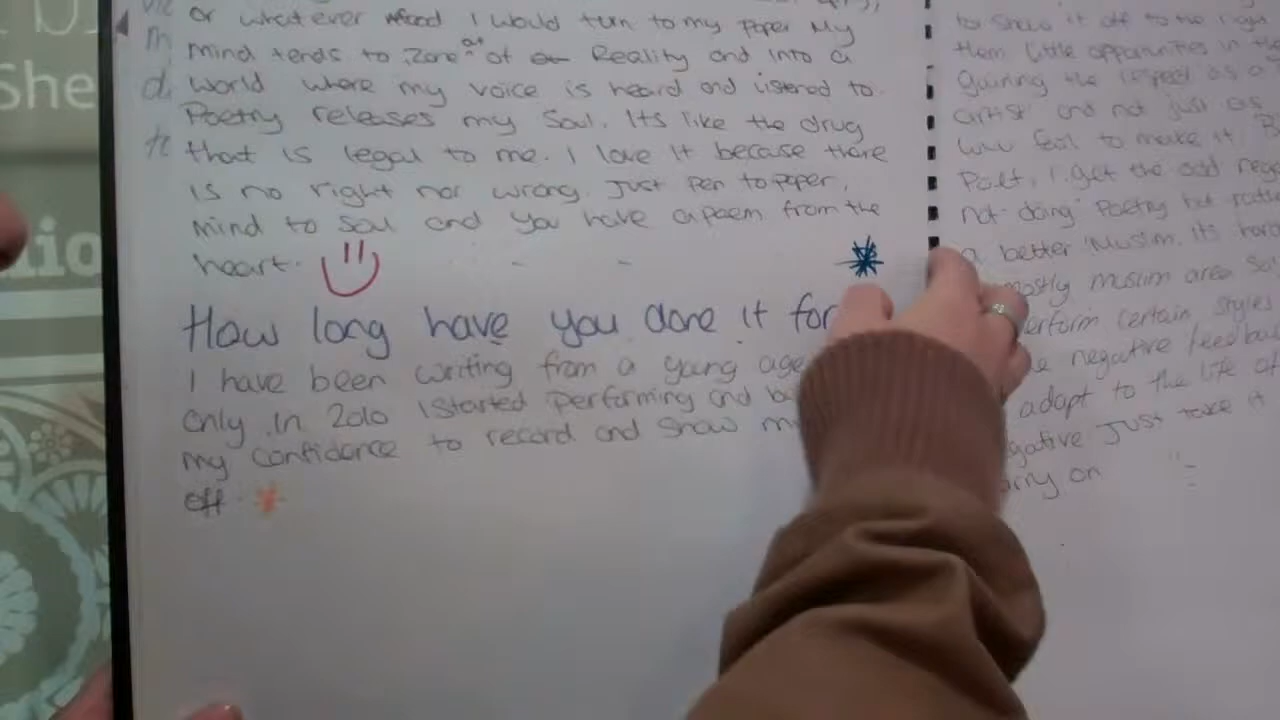 She
or whatever mood I would turn to my paper My
mind tends to zone out of Reality and into a
world where my voice is heard and listened to.
Poetry releases my soul. Its like the drug
that is legal to me. I love it because there
is no right nor wrong. Just pen to paper,
mind to soul and you have a poem from the
heart.
How long have you done it for
I have been writing from a young age
only in 2010 I started performing and
my confidence to record and show
off
to show it off to the right
them little opportunities in the
gaining the respect as a
artist and not just as
fail to make it.
I get the odd
not doing Poetry but
a better Muslim. Its
mostly muslim area
certain styles
negative
adapt to the life of
Just take it
on